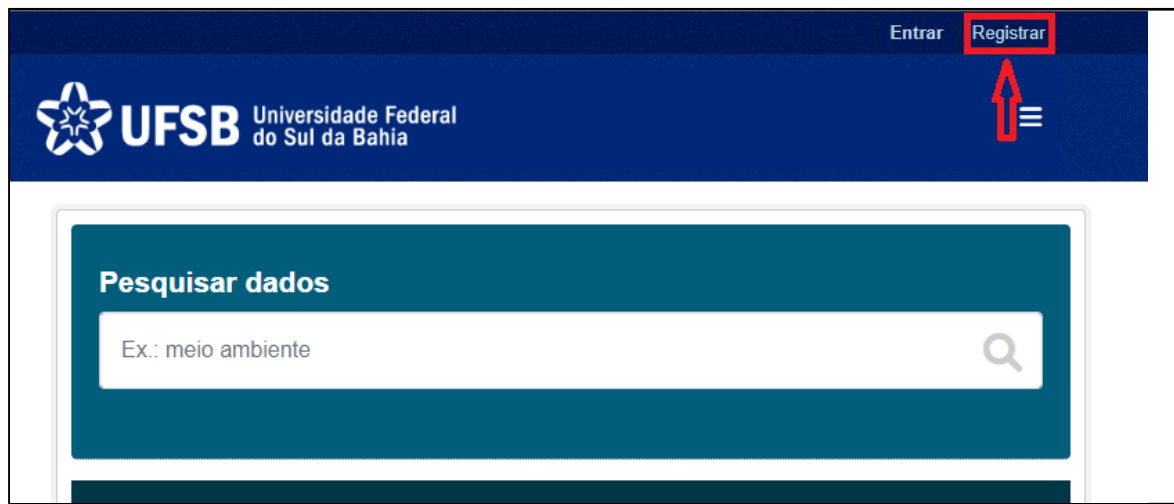 Entrar Registrar
UFSB Universidade Federal
do Sul da Bahia
Pesquisar dados
Ex.: meio ambiente